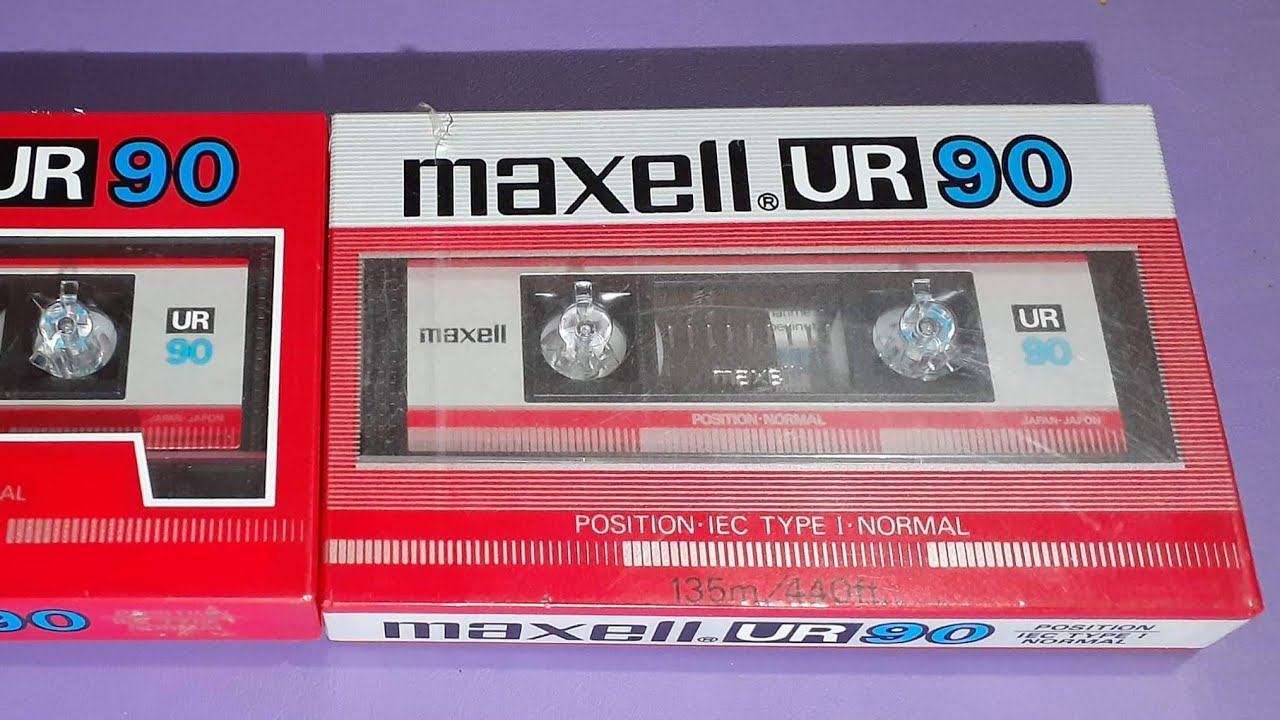 UR 90
UR
90
JAPAN-JAPON
AL
90
maxell® UR 90
maxell
UR
90
maxell
POSITION·NORMAL
JAPAN-JAPON
POSITION·IEC TYPE I·NORMAL
135m/440ft.
maxell® UR 90 POSITION
IEC TYPE I
NORMAL